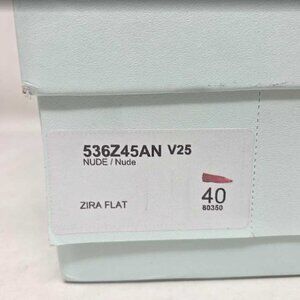 536Z45AN V25
NUDE / Nude
ZIRA FLAT
40
80350